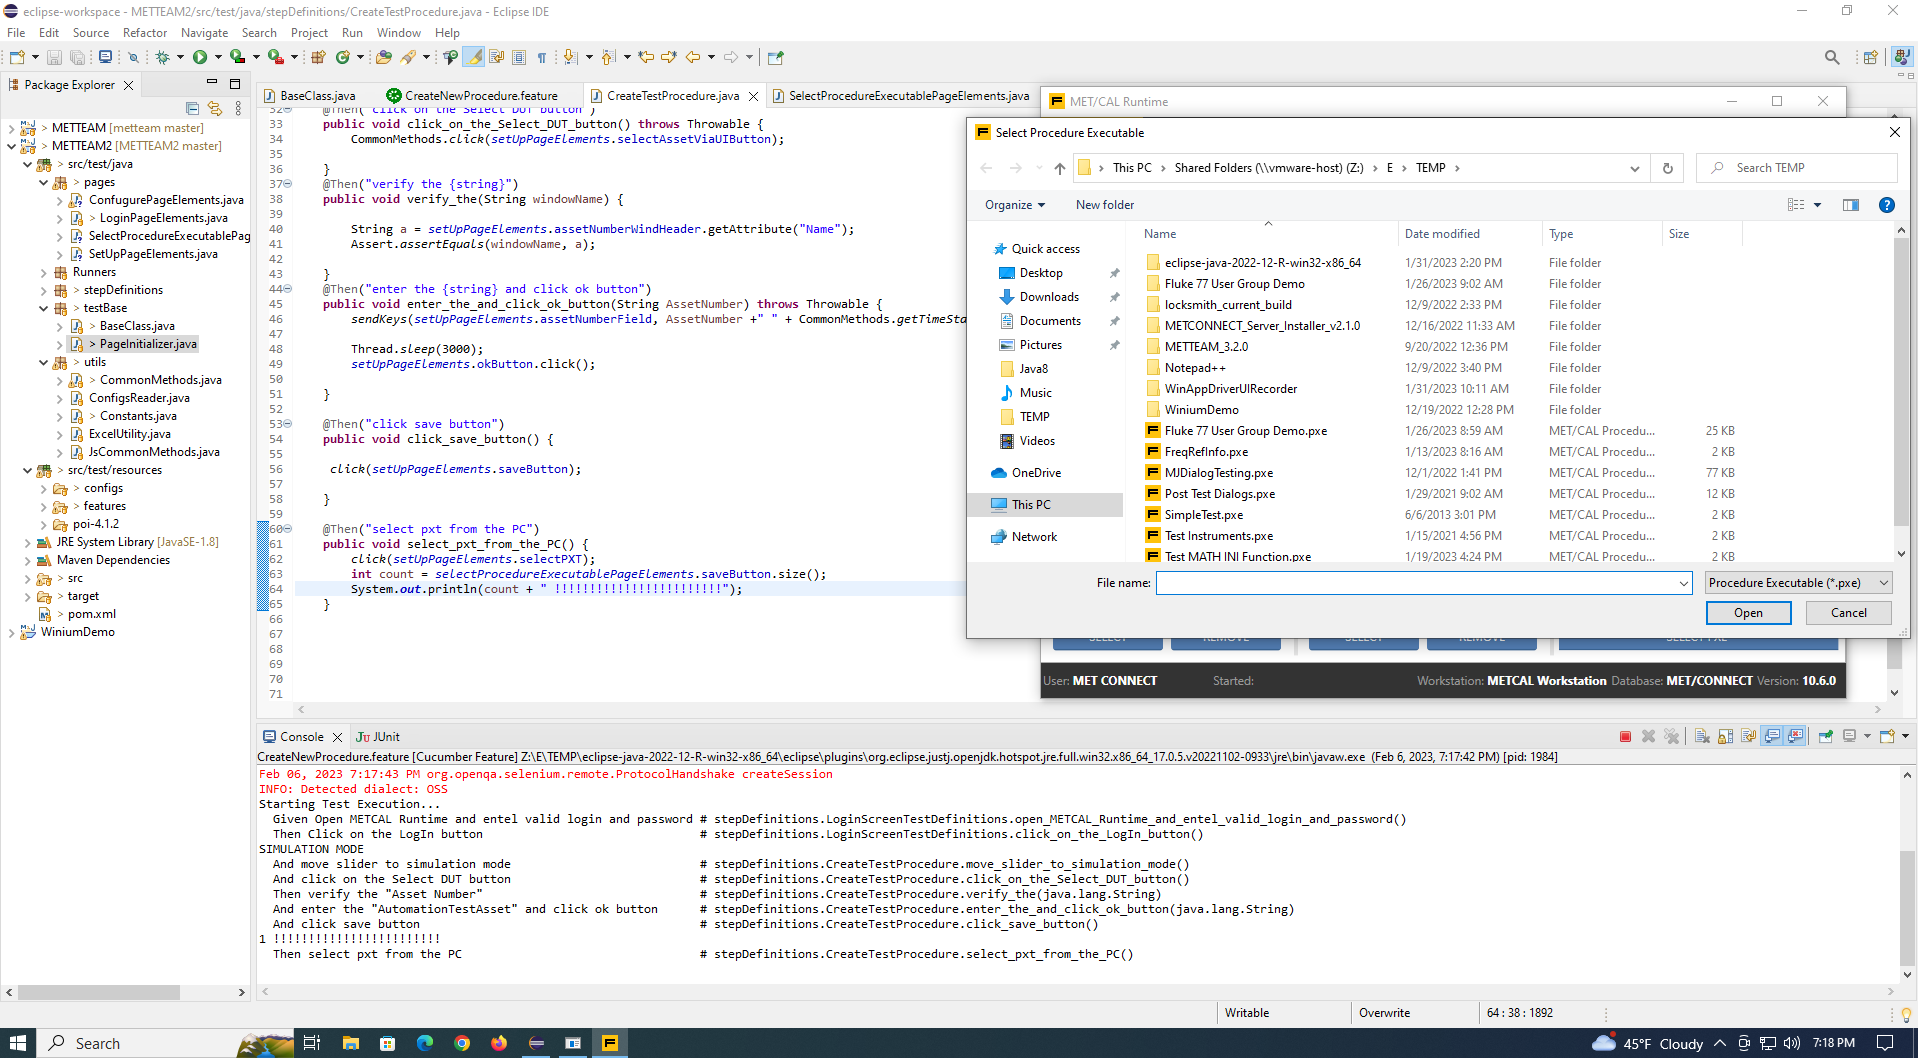 eclipse-workspace - METTEAM2/src/test/java/stepDefinitions/CreateTestProcedure.java - Eclipse IDE
File Edit Source Refactor Navigate Search Project Run Window Help
Package Explorer
> METTEAM [metteam master]
> METTEAM2 [METTEAM2 master]
> src/test/java
> pages
ConfugurePageElements.java
> LoginPageElements.java
SelectProcedureExecutablePag
SetUpPageElements.java
Runners
> stepDefinitions
> testBase
> BaseClass.java
> PageInitializer.java
> utils
> CommonMethods.java
ConfigsReader.java
> Constants.java
ExcelUtility.java
JsCommonMethods.java
> src/test/resources
> configs
> features
poi-4.1.2
JRE System Library [JavaSE-1.8]
Maven Dependencies
> src
> target
> pom.xml
WiniumDemo
BaseClass.java CreateNewProcedure.feature CreateTestProcedure.java SelectProcedureExecutablePageElements.java
32 @Then("click on the Select DUT button")
33 public void click_on_the_Select_DUT_button() throws Throwable {
34 CommonMethods.click(setUpPageElements.selectAssetViaUIButton);
35
36 }
37 @Then("verify the {string}")
38 public void verify_the(String windowName) {
39
40 String a = setUpPageElements.assetNumberWindHeader.getAttribute("Name");
41 Assert.assertEquals(windowName, a);
42
43 }
44 @Then("enter the {string} and click ok button")
45 public void enter_the_and_click_ok_button(String AssetNumber) throws Throwable {
46 sendKeys(setUpPageElements.assetNumberField, AssetNumber +" " + CommonMethods.getTimeSta
47
48 Thread.sleep(3000);
49 setUpPageElements.okButton.click();
50
51 }
52
53 @Then("click save button")
54 public void click_save_button() {
55
56 click(setUpPageElements.saveButton);
57
58 }
59
60 @Then("select pxt from the PC")
61 public void select_pxt_from_the_PC() {
62 click(setUpPageElements.selectPXT);
63 int count = selectProcedureExecutablePageElements.saveButton.size();
64 System.out.println(count + " !!!!!!!!!!!!!!!!!!!!!!!!");
65 }
66
67
68
69
70
71
MET/CAL Runtime
Select Procedure Executable
This PC > Shared Folders (\\vmware-host) (Z:) > E > TEMP >
Search TEMP
Organize New folder
Quick access
Desktop
Downloads
Documents
Pictures
Java8
Music
TEMP
Videos
OneDrive
This PC
Network
Name Date modified Type Size
eclipse-java-2022-12-R-win32-x86_64 1/31/2023 2:20 PM File folder
Fluke 77 User Group Demo 1/26/2023 9:02 AM File folder
locksmith_current_build 12/9/2022 2:33 PM File folder
METCONNECT_Server_Installer_v2.1.0 12/16/2022 11:33 AM File folder
METTEAM_3.2.0 9/20/2022 12:36 PM File folder
Notepad++ 12/9/2022 3:40 PM File folder
WinAppDriverUIRecorder 1/31/2023 10:11 AM File folder
WiniumDemo 12/19/2022 12:28 PM File folder
Fluke 77 User Group Demo.pxe 1/26/2023 8:59 AM MET/CAL Procedu... 25 KB
FreqRefInfo.pxe 1/13/2023 8:16 AM MET/CAL Procedu... 2 KB
MJDialogTesting.pxe 12/1/2022 1:41 PM MET/CAL Procedu... 77 KB
Post Test Dialogs.pxe 1/29/2021 9:02 AM MET/CAL Procedu... 12 KB
SimpleTest.pxe 6/6/2013 3:01 PM MET/CAL Procedu... 2 KB
Test Instruments.pxe 1/15/2021 4:56 PM MET/CAL Procedu... 2 KB
Test MATH INI Function.pxe 1/19/2023 4:24 PM MET/CAL Procedu... 2 KB
File name: Procedure Executable (*.pxe)
Open Cancel
SELECT REMOVE SELECT REMOVE SELECT PXE
User: MET CONNECT Started: Workstation: METCAL Workstation Database: MET/CONNECT Version: 10.6.0
Console JUnit
CreateNewProcedure.feature [Cucumber Feature] Z:\E\TEMP\eclipse-java-2022-12-R-win32-x86_64\eclipse\plugins\org.eclipse.justj.openjdk.hotspot.jre.full.win32.x86_64_17.0.5.v20221102-0933\jre\bin\javaw.exe (Feb 6, 2023, 7:17:42 PM) [pid: 1984]
Feb 06, 2023 7:17:43 PM org.openqa.selenium.remote.ProtocolHandshake createSession
INFO: Detected dialect: OSS
Starting Test Execution...
Given Open METCAL Runtime and entel valid login and password # stepDefinitions.LoginScreenTestDefinitions.open_METCAL_Runtime_and_entel_valid_login_and_password()
Then Click on the LogIn button # stepDefinitions.LoginScreenTestDefinitions.click_on_the_LogIn_button()
SIMULATION MODE
And move slider to simulation mode # stepDefinitions.CreateTestProcedure.move_slider_to_simulation_mode()
And click on the Select DUT button # stepDefinitions.CreateTestProcedure.click_on_the_Select_DUT_button()
Then verify the "Asset Number" # stepDefinitions.CreateTestProcedure.verify_the(java.lang.String)
And enter the "AutomationTestAsset" and click ok button # stepDefinitions.CreateTestProcedure.enter_the_and_click_ok_button(java.lang.String)
And click save button # stepDefinitions.CreateTestProcedure.click_save_button()
1 !!!!!!!!!!!!!!!!!!!!!!!!
Then select pxt from the PC # stepDefinitions.CreateTestProcedure.select_pxt_from_the_PC()
Writable Overwrite 64 : 38 : 1892
Search 45°F Cloudy 7:18 PM